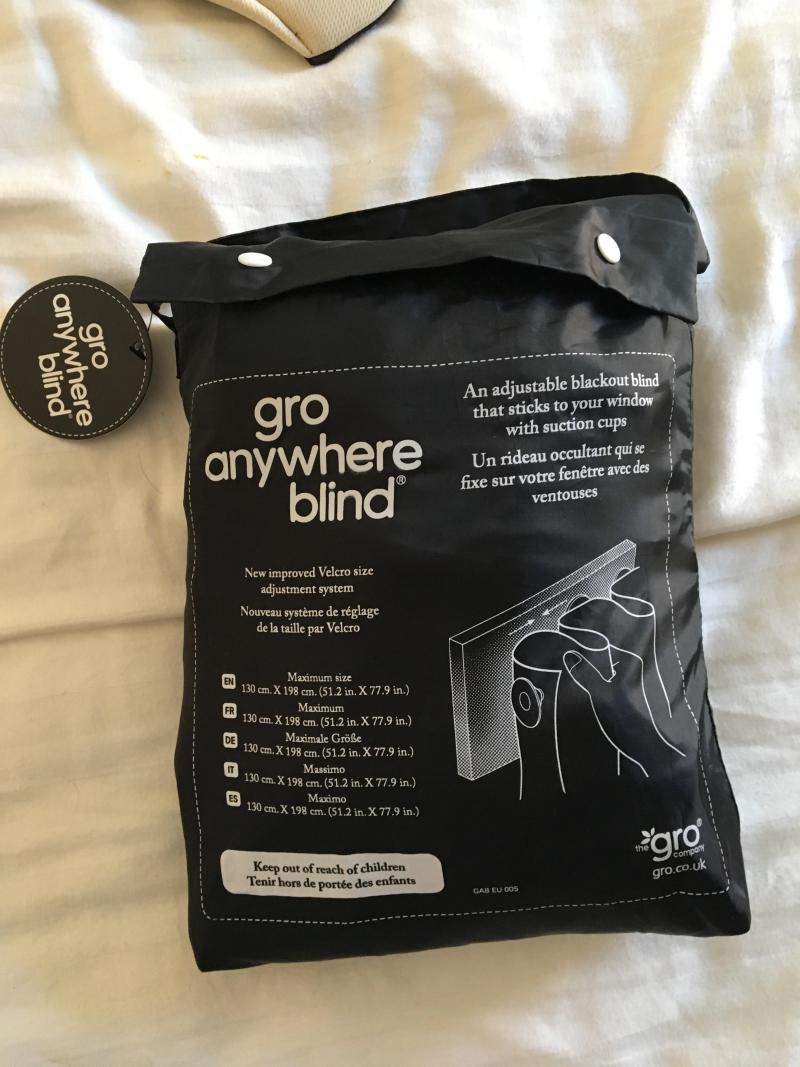 gro
anywhere
blind
gro
anywhere
blind®
An adjustable blackout blind
that sticks to your window
with suction cups
Un rideau occultant qui se
fixe sur votre fenêtre avec des
ventouses
New improved Velcro size
adjustment system
Nouveau système de réglage
de la taille par Velcro
EN Maximum size
130 cm. X 198 cm. (51.2 in. X 77.9 in.)
FR Maximum
130 cm. X 198 cm. (51.2 in. X 77.9 in.)
DE Maximale Größe
130 cm. X 198 cm. (51.2 in. X 77.9 in.)
IT Massimo
130 cm. X 198 cm. (51.2 in. X 77.9 in.)
ES Maximo
130 cm. X 198 cm. (51.2 in. X 77.9 in.)
Keep out of reach of children
Tenir hors de portée des enfants
GAB EU 005
the gro®
company
gro.co.uk